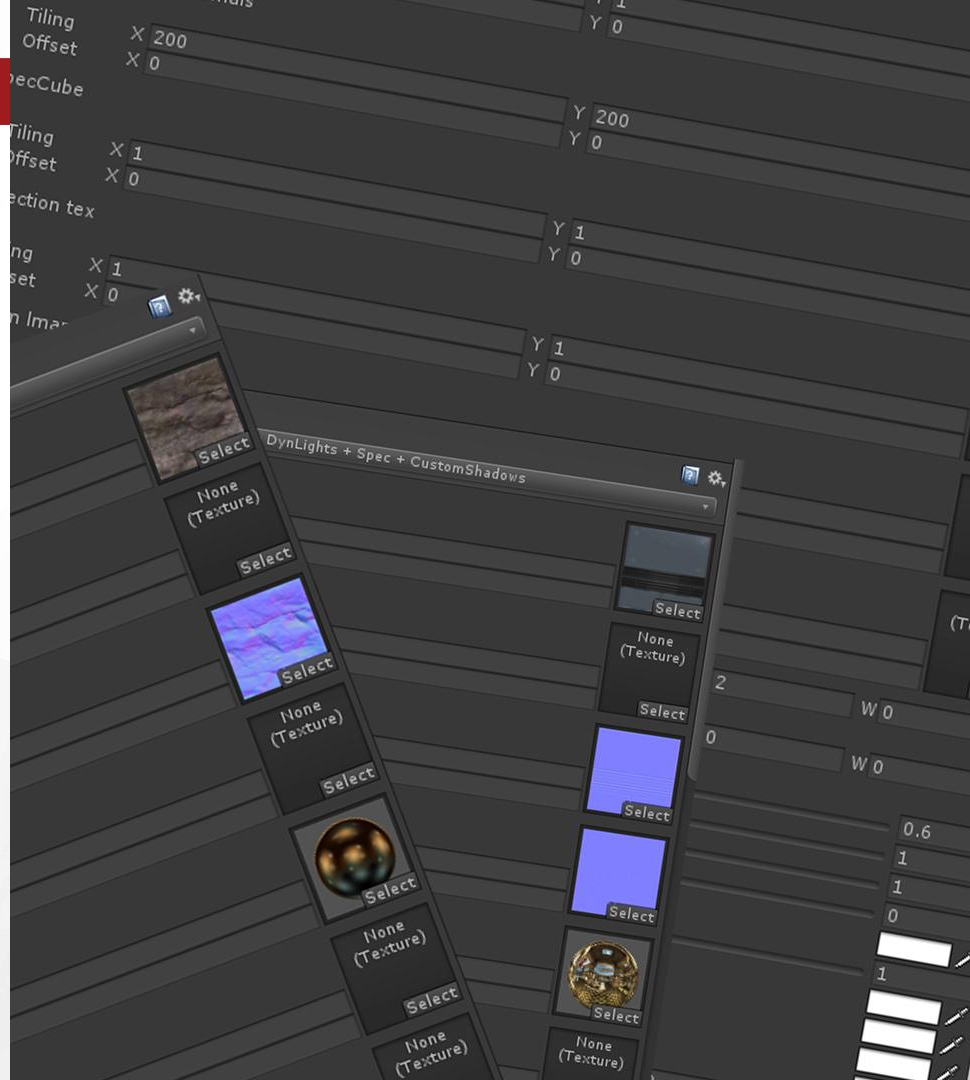 Y 1
Tiling X 200 Y 0
Offset X 0
Y 200
Y 0
Tiling X 1
Offset X 0
Y 1
Y 0
X 1
X 0
Y 1
Y 0
Select
None
(Texture)
Select
Select
None
(Texture)
Select
Select
None
(Texture)
Select
None
(Texture)
DynLights + Spec + CustomShadows
Select
None
(Texture)
Select
Select
Select
Select
None
(Texture)
2 W 0
0 W 0
0.6
1
1
0
1